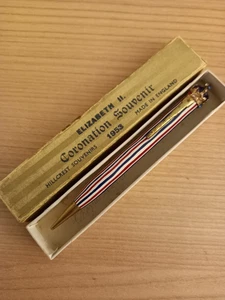 ELIZABETH II.
Coronation Souvenir
1953
HILLCREST SOUVENIRS
MADE IN ENGLAND